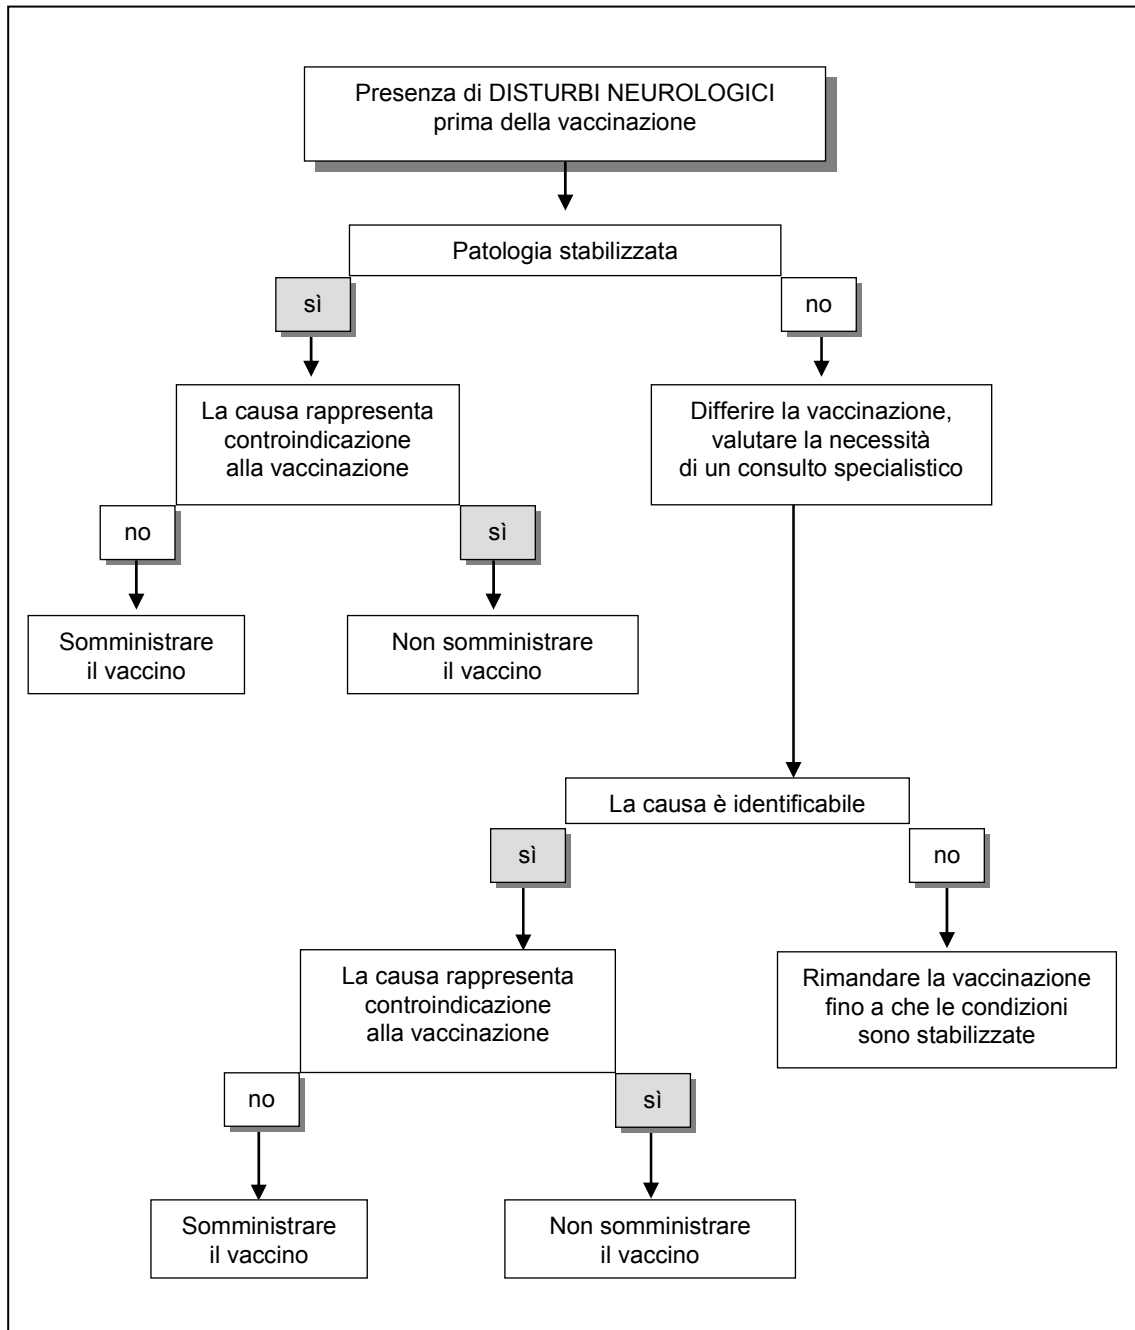 Presenza di DISTURBI NEUROLOGICI
prima della vaccinazione
Patologia stabilizzata
sì
no
La causa rappresenta
controindicazione
alla vaccinazione
Differire la vaccinazione,
valutare la necessità
di un consulto specialistico
no
sì
Somministrare
il vaccino
Non somministrare
il vaccino
La causa è identificabile
sì
no
La causa rappresenta
controindicazione
alla vaccinazione
Rimandare la vaccinazione
fino a che le condizioni
sono stabilizzate
no
sì
Somministrare
il vaccino
Non somministrare
il vaccino